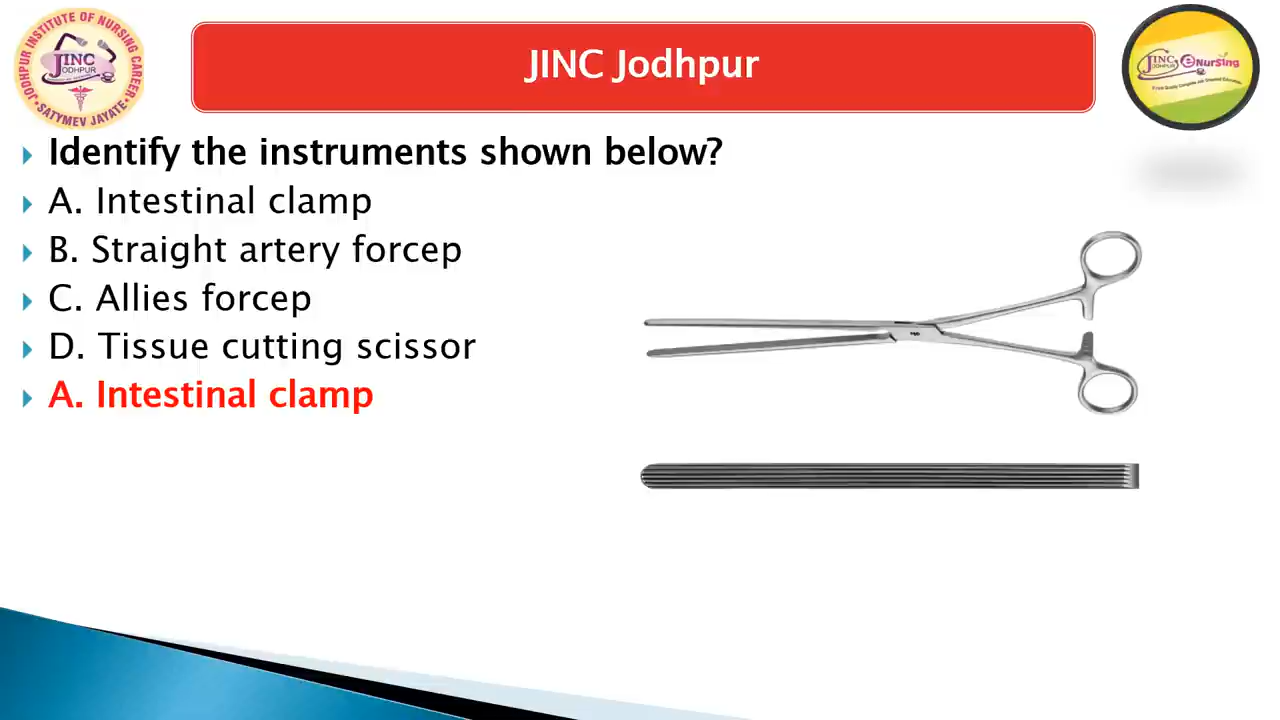 JODHPUR INSTITUTE OF NURSING CAREER
JINC
JODHPUR
SATYMEV JAYATE
JINC Jodhpur
JINC
JODHPUR
eNursing
Identify the instruments shown below?
A. Intestinal clamp
B. Straight artery forcep
C. Allies forcep
D. Tissue cutting scissor
A. Intestinal clamp